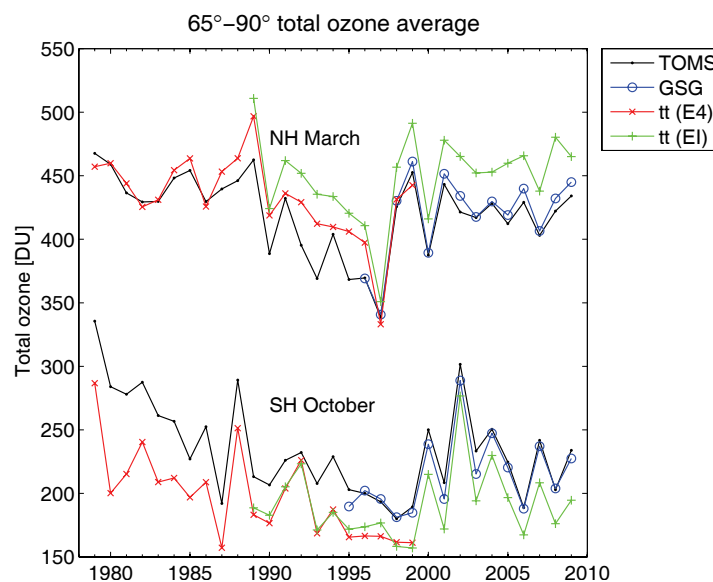 65°−90° total ozone average
Total ozone [DU]
550
500
450
400
350
300
250
200
150
1980
1985
1990
1995
2000
2005
2010
NH March
SH October
TOMS
GSG
tt (E4)
tt (EI)